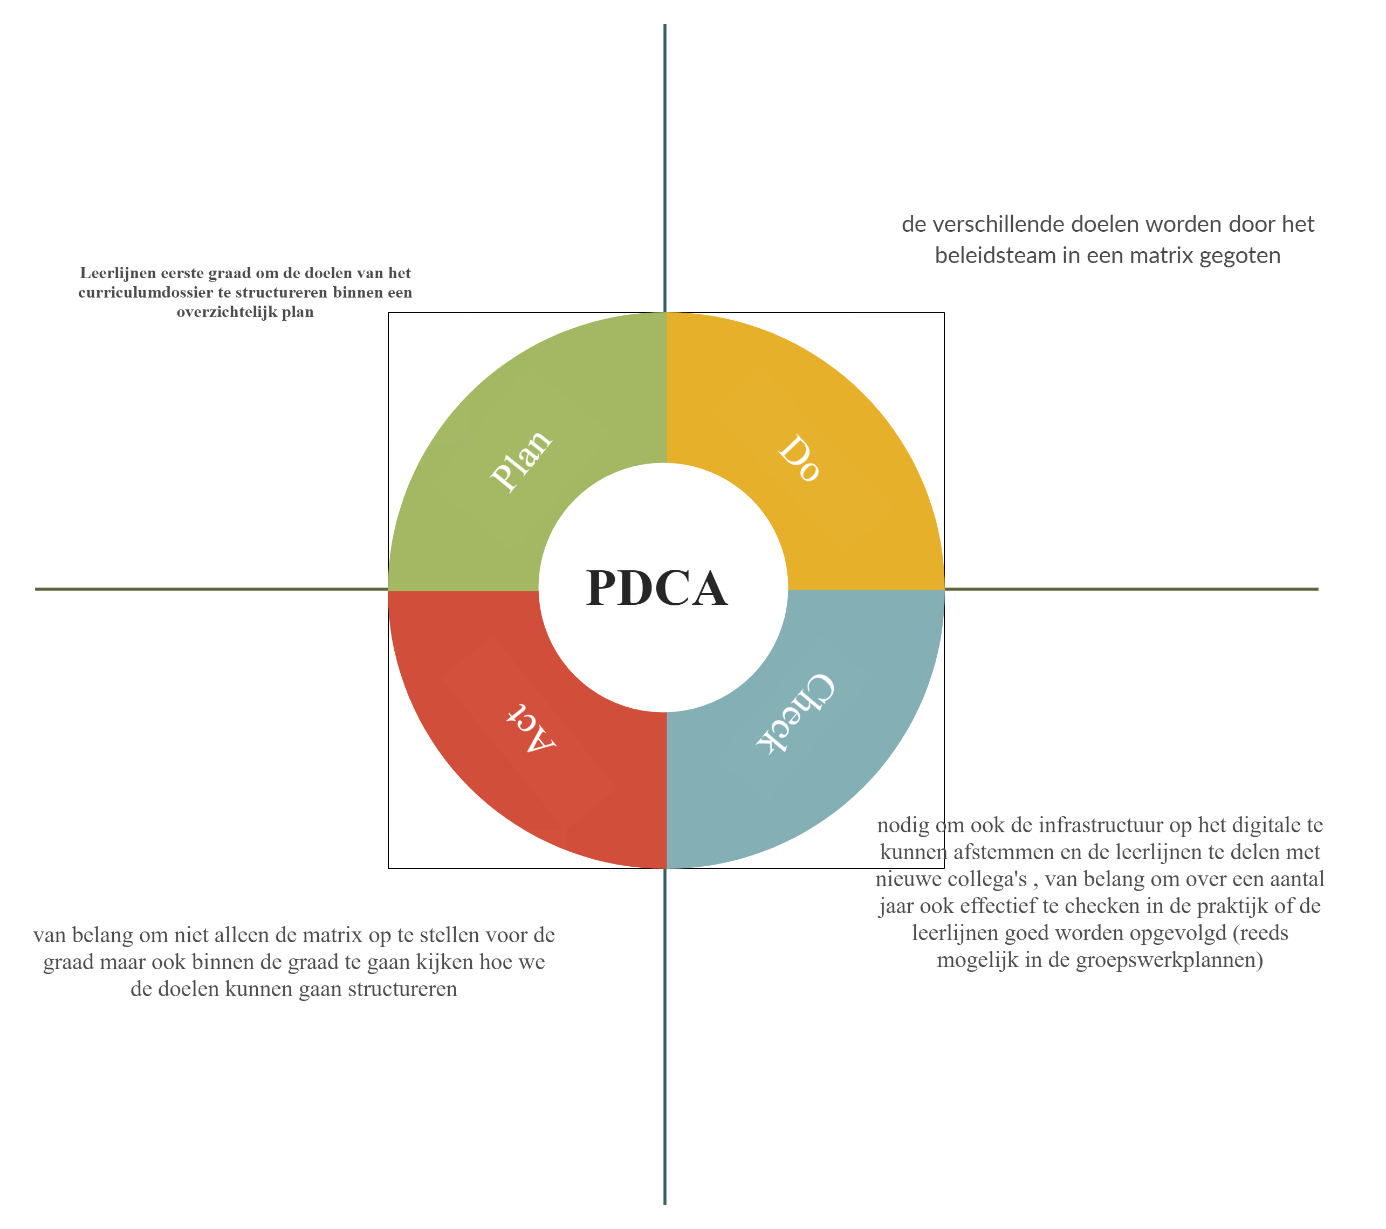 de verschillende doelen worden door het
beleidsteam in een matrix gegoten
Leerlijnen eerste graad om de doelen van het
curriculumdossier te structureren binnen een
overzichtelijk plan
Plan
Do
PDCA
Act
Check
nodig om ook de infrastructuur op het digitale te
kunnen afstemmen en de leerlijnen te delen met
nieuwe collega's , van belang om over een aantal
jaar ook effectief te checken in de praktijk of de
leerlijnen goed worden opgevolgd (reeds
mogelijk in de groepswerkplannen)
van belang om niet alleen de matrix op te stellen voor de
graad maar ook binnen de graad te gaan kijken hoe we
de doelen kunnen gaan structureren